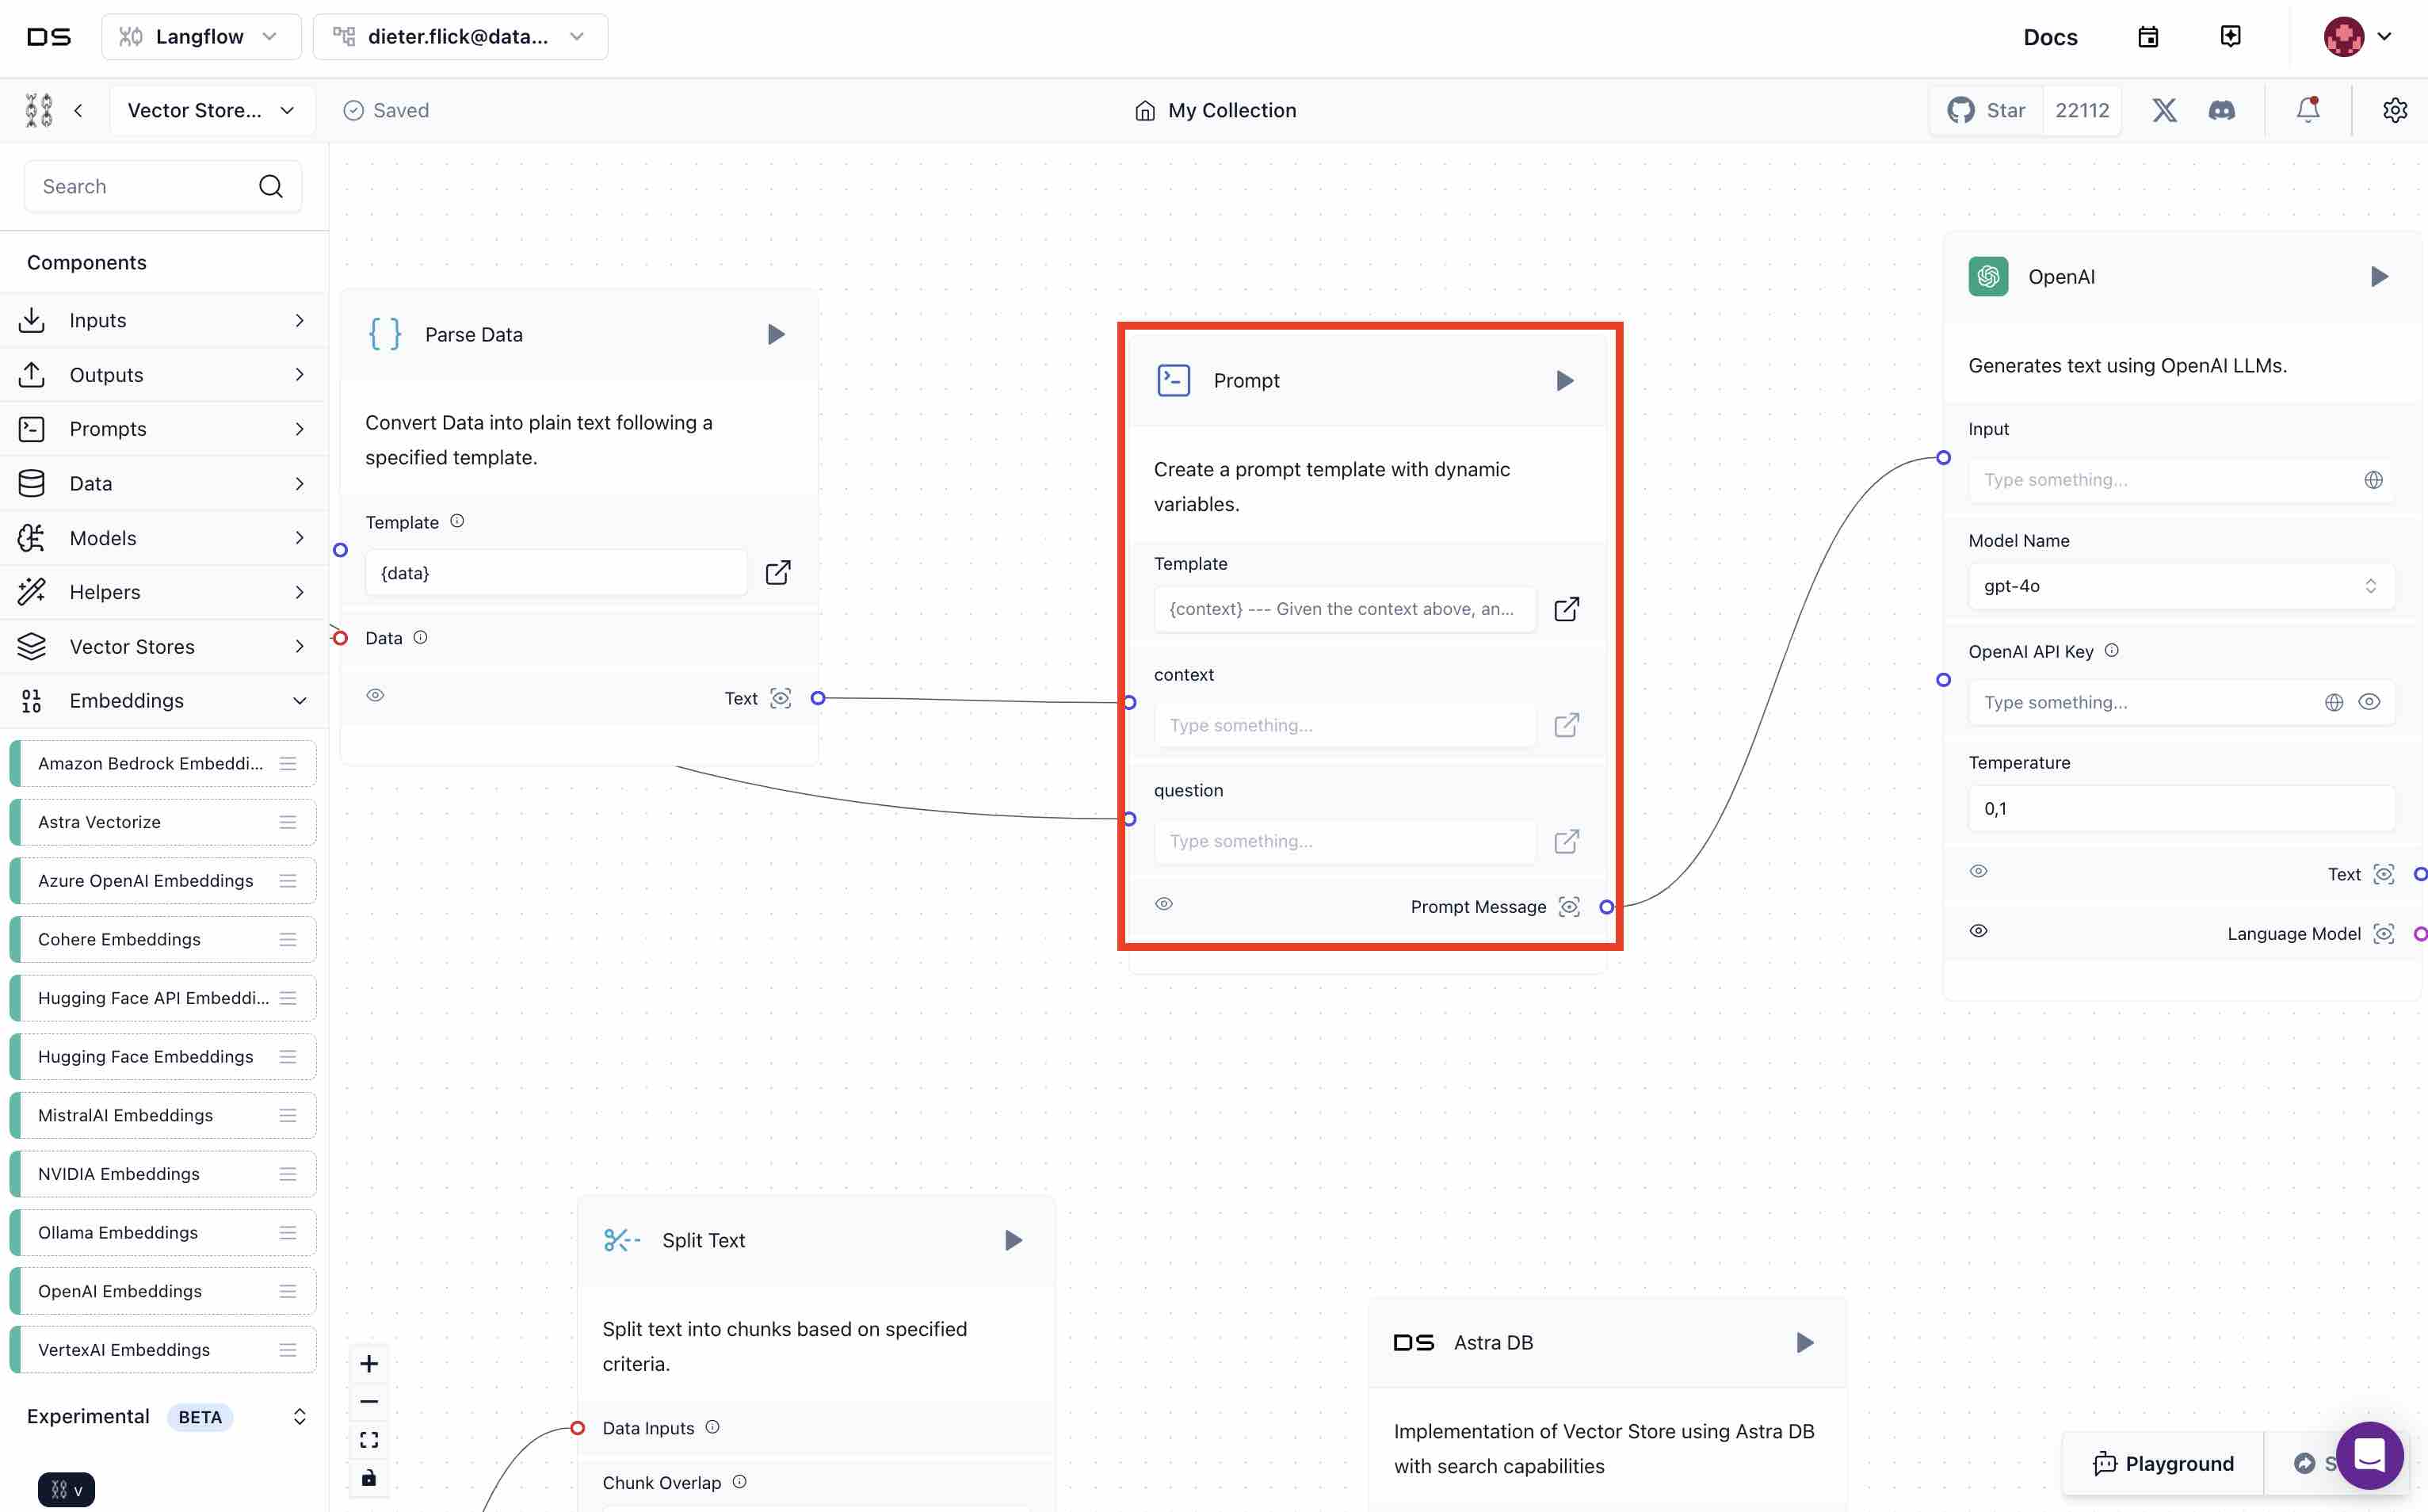 DS
Langflow
dieter.flick@data...
Docs
Vector Store...
Saved
My Collection
Star
22112
Search
Components
Inputs
Outputs
Prompts
Data
Models
Helpers
Vector Stores
Embeddings
Amazon Bedrock Embeddi...
Astra Vectorize
Azure OpenAI Embeddings
Cohere Embeddings
Hugging Face API Embeddi...
Hugging Face Embeddings
MistralAI Embeddings
NVIDIA Embeddings
Ollama Embeddings
OpenAI Embeddings
VertexAI Embeddings
Experimental
BETA
v
Parse Data
Convert Data into plain text following a
specified template.
Template
{data}
Data
Text
Prompt
Create a prompt template with dynamic
variables.
Template
{context} --- Given the context above, an...
context
Type something...
question
Type something...
Prompt Message
OpenAI
Generates text using OpenAI LLMs.
Input
Type something...
Model Name
gpt-4o
OpenAI API Key
Type something...
Temperature
0,1
Text
Language Model
Split Text
Split text into chunks based on specified
criteria.
Data Inputs
Chunk Overlap
DS Astra DB
Implementation of Vector Store using Astra DB
with search capabilities
Playground